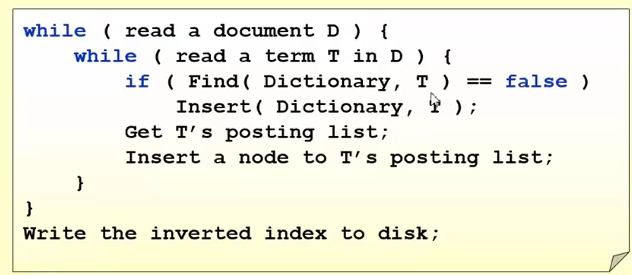 while ( read a document D ) {
while ( read a term T in D ) {
if ( Find( Dictionary, T ) == false )
Insert( Dictionary, T );
Get T’s posting list;
Insert a node to T’s posting list;
}
}
Write the inverted index to disk;